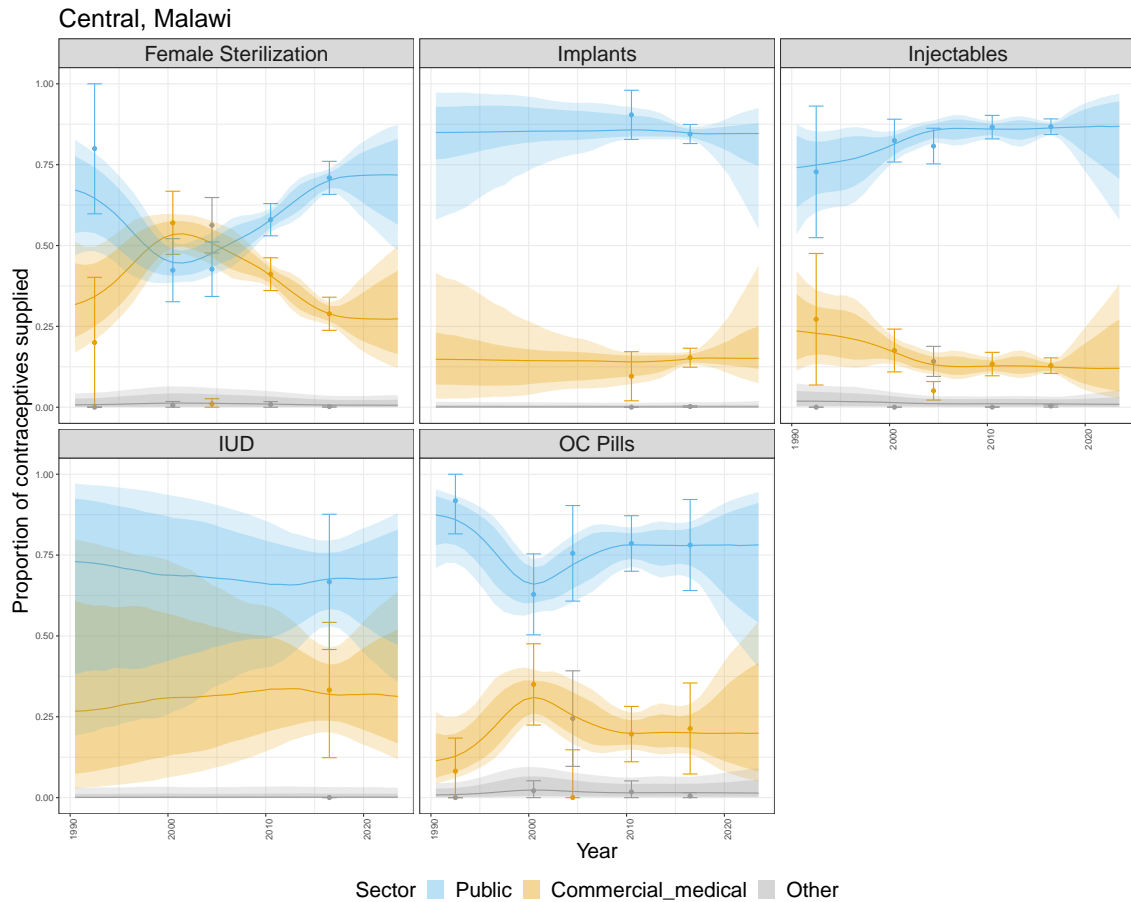 Central, Malawi
Female Sterilization
Implants
Injectables
1.00
0.75
0.50
0.25
0.00
1990
2000
2010
2020
IUD
OC Pills
1.00
0.75
0.50
0.25
0.00
1990
2000
2010
2020
1990
2000
2010
2020
Proportion of contraceptives supplied
Year
Sector Public Commercial_medical Other